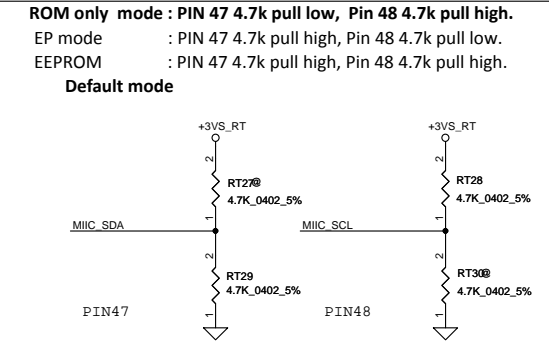 ROM only mode : PIN 47 4.7k pull low, Pin 48 4.7k pull high.
EP mode : PIN 47 4.7k pull high, Pin 48 4.7k pull low.
EEPROM : PIN 47 4.7k pull high, Pin 48 4.7k pull high.
Default mode
+3VS_RT
+3VS_RT
2
RT27@
4.7K_0402_5%
1
2
RT28
4.7K_0402_5%
1
MIIC_SDA
MIIC_SCL
2
RT29
4.7K_0402_5%
1
2
RT30@
4.7K_0402_5%
1
PIN47
PIN48